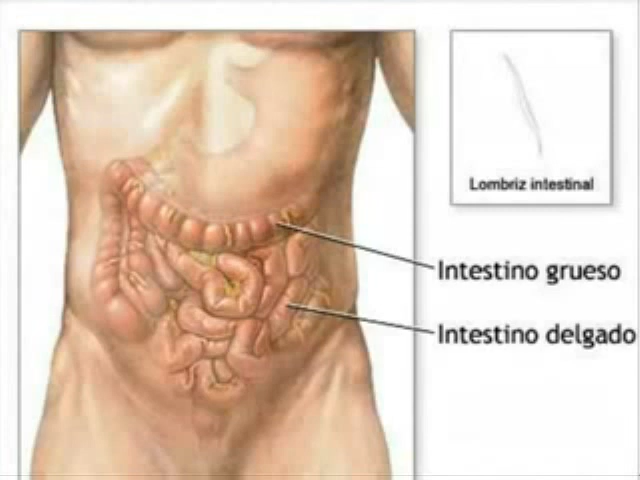 Lombriz intestinal
Intestino grueso
Intestino delgado